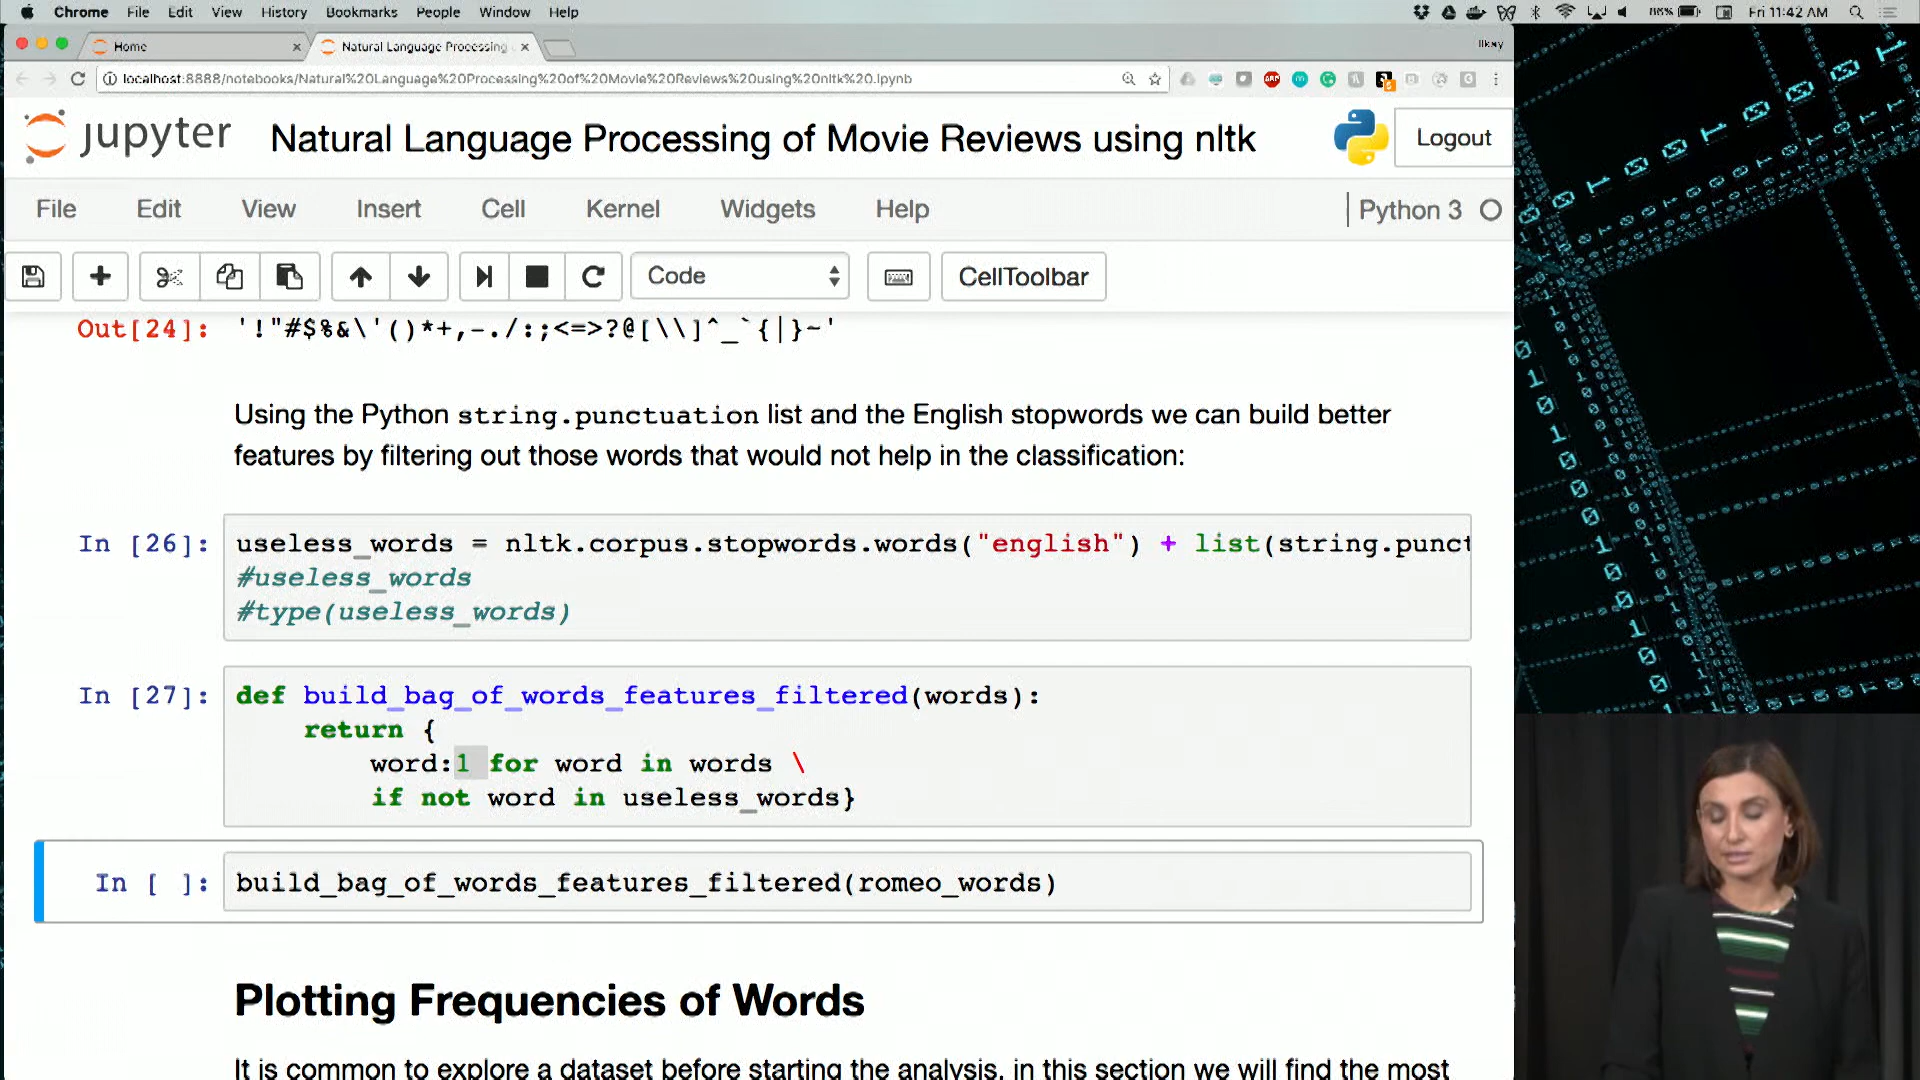 Chrome File Edit View History Bookmarks People Window Help
Fri 11:42 AM
Home
Natural Language Processing
Ilkay
localhost:8888/notebooks/Natural%20Language%20Processing%20of%20Movie%20Reviews%20using%20nltk%20.ipynb
jupyter Natural Language Processing of Movie Reviews using nltk Logout
File Edit View Insert Cell Kernel Widgets Help Python 3
Code CellToolbar
Out[24]: '!"#$%&\'()*+,-./:;<=>?@[\\]^_`{|}~'
Using the Python string.punctuation list and the English stopwords we can build better
features by filtering out those words that would not help in the classification:
In [26]: useless_words = nltk.corpus.stopwords.words("english") + list(string.punct
#useless_words
#type(useless_words)
In [27]: def build_bag_of_words_features_filtered(words):
return {
word:1 for word in words \
if not word in useless_words}
In [ ]: build_bag_of_words_features_filtered(romeo_words)
Plotting Frequencies of Words
It is common to explore a dataset before starting the analysis, in this section we will find the most